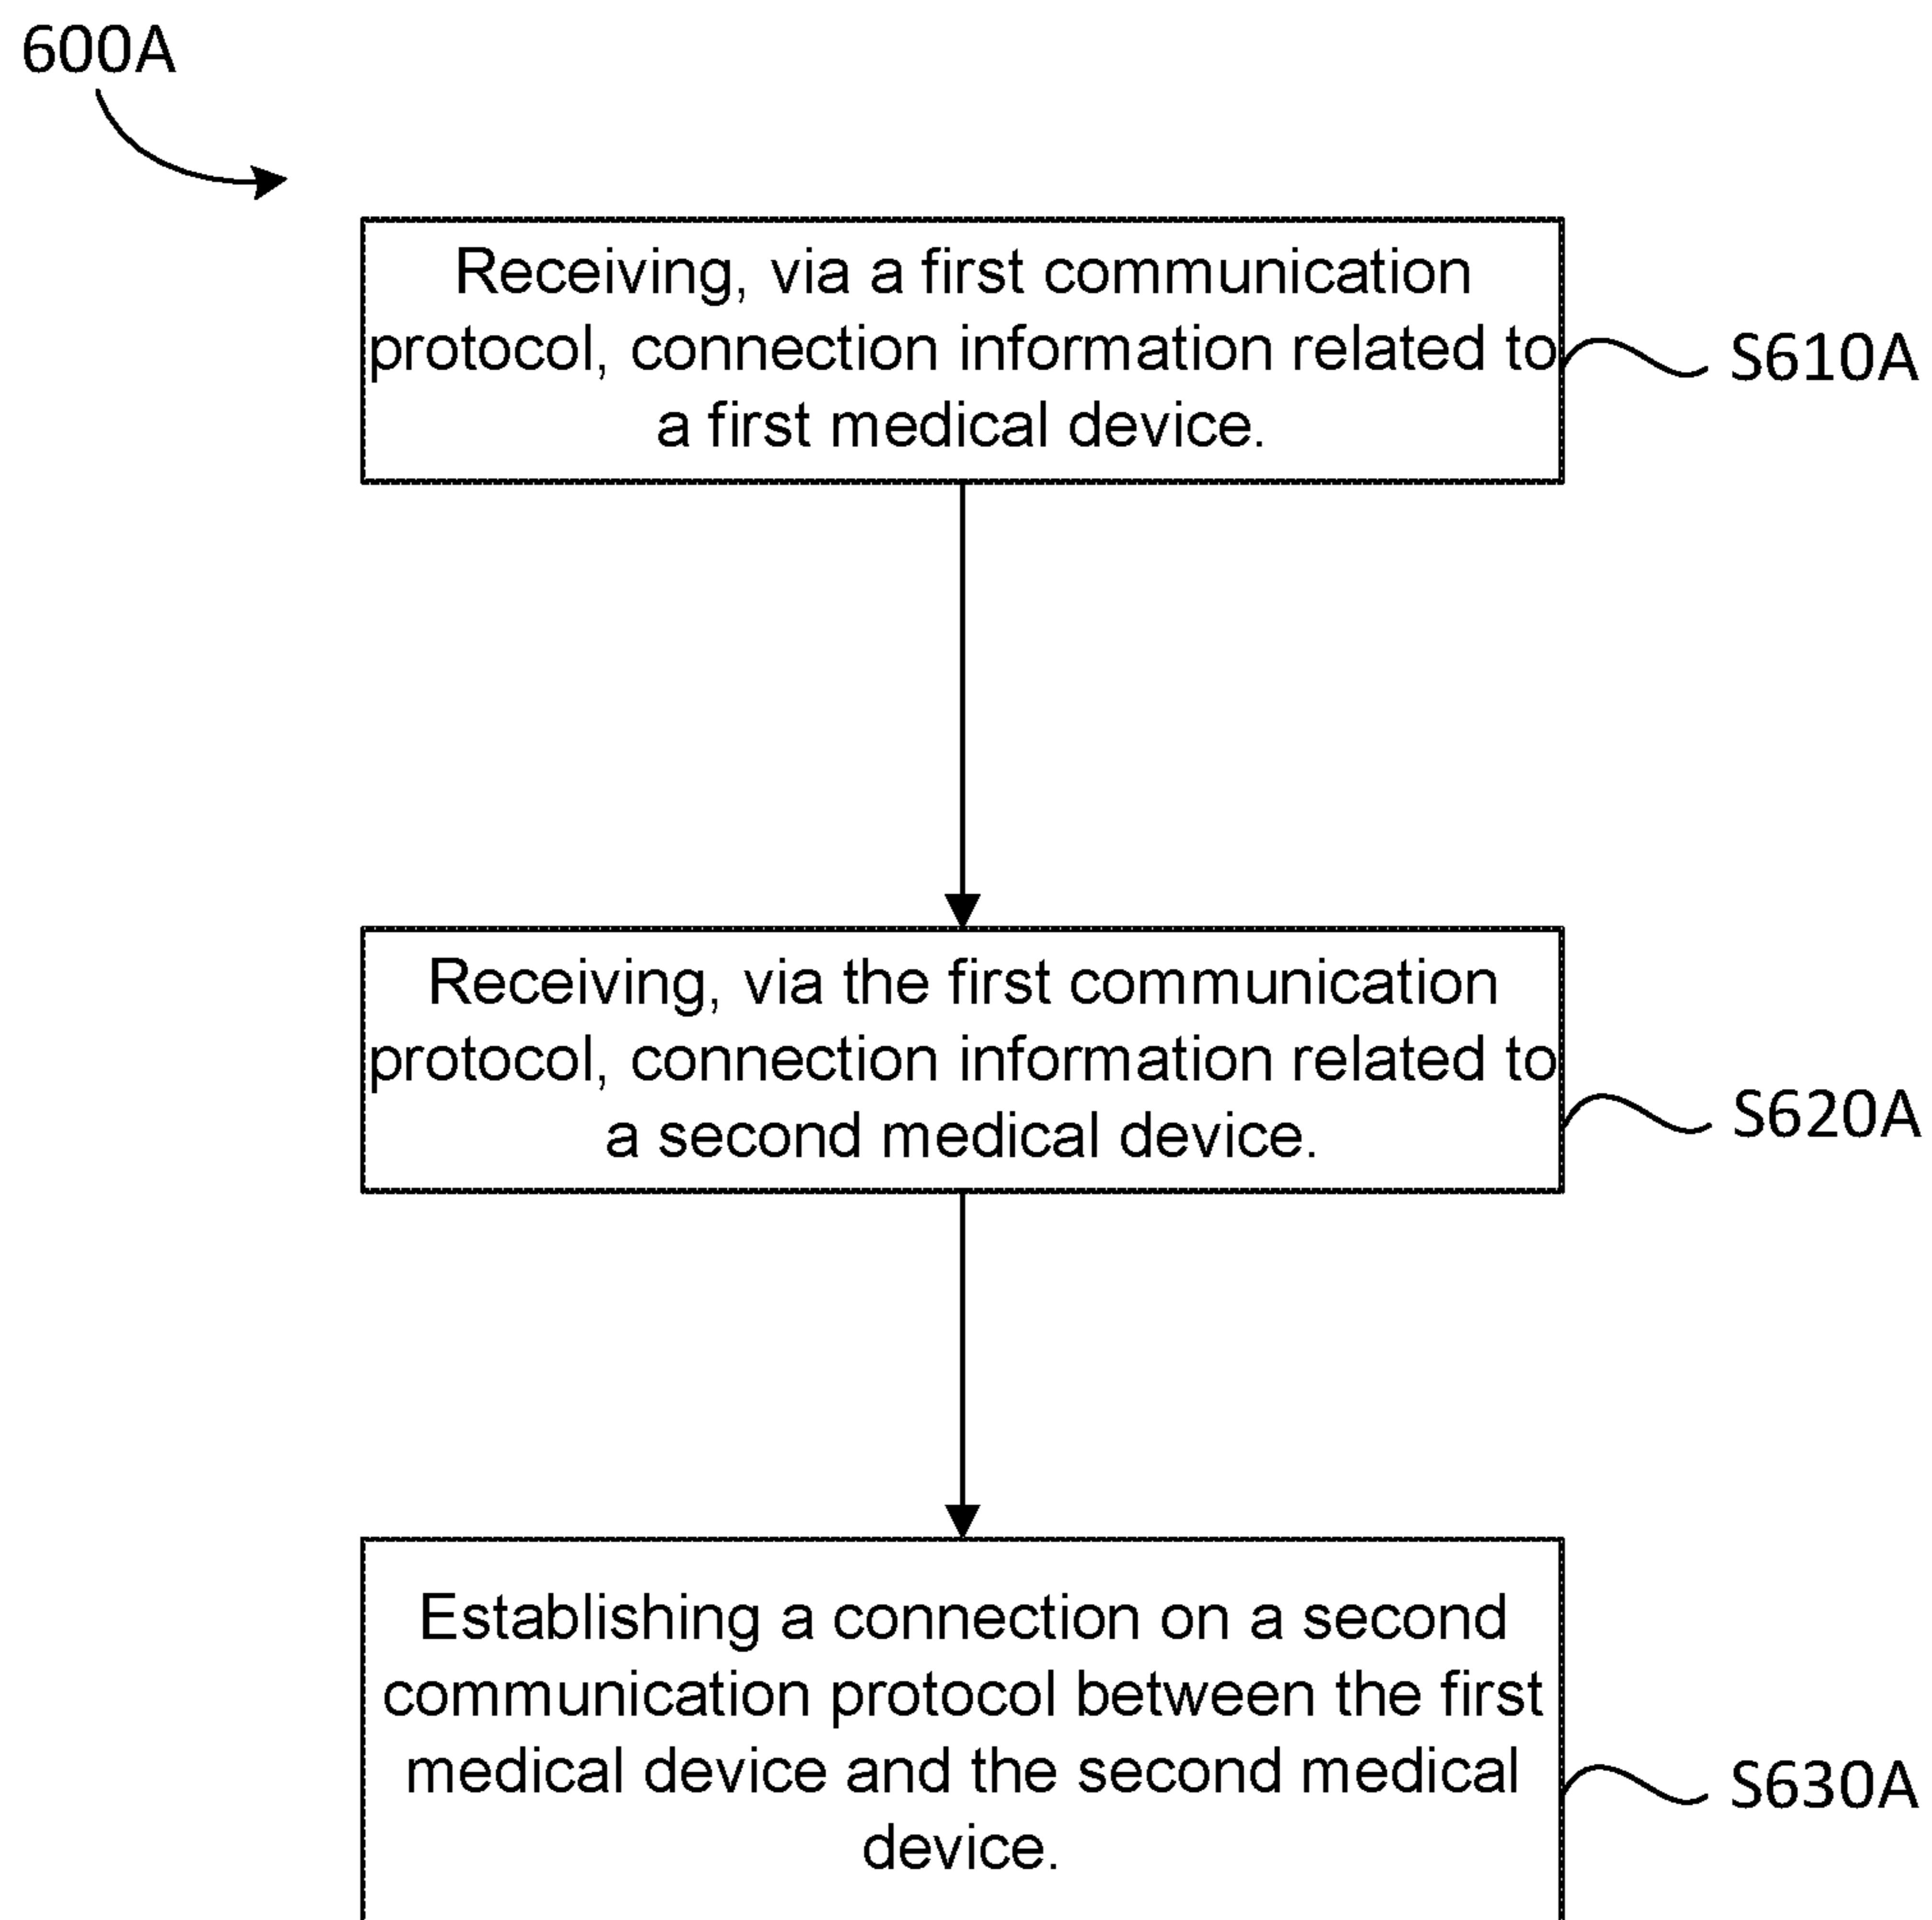 600A
Receiving, via a first communication
protocol, connection information related to
a first medical device.
S610A
Receiving, via the first communication
protocol, connection information related to
a second medical device.
S620A
Establishing a connection on a second
communication protocol between the first
medical device and the second medical
device.
S630A